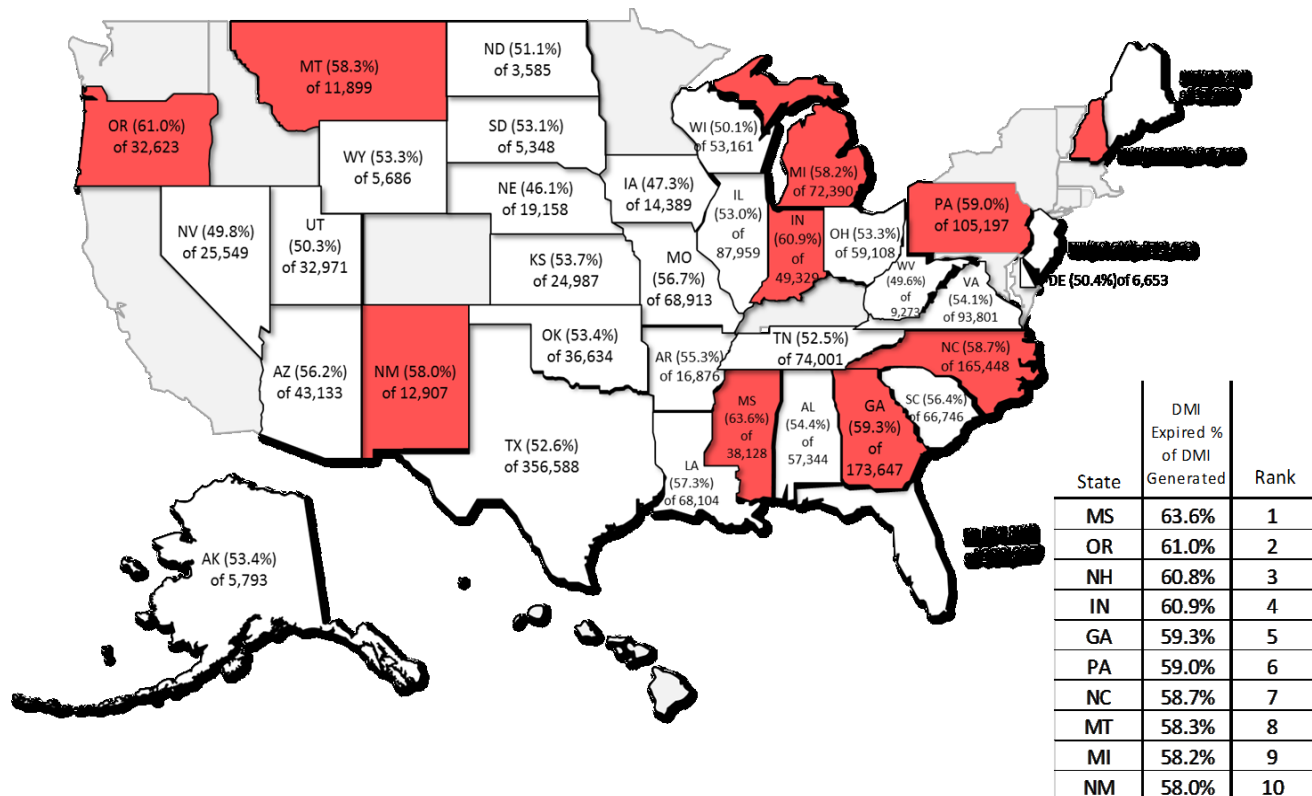 ND (51.1%)
of 3,585
MT (58.3%)
of 11,899
OR (61.0%)
of 32,623
SD (53.1%)
of 5,348
WI (50.1%)
of 53,161
WY (53.3%)
of 5,686
MI (58.2%)
of 72,390
NE (46.1%)
of 19,158
IA (47.3%)
of 14,389
IL
(53.0%)
of
87,959
PA (59.0%)
of 105,197
NV (49.8%)
of 25,549
UT
(50.3%)
of 32,971
IN
(60.9%)
of
49,329
OH (53.3%)
of 59,108
KS (53.7%)
of 24,987
MO
(56.7%)
of 68,913
WV
(49.6%)
of
9,273
VA
(54.1%)
of 93,801
DE (50.4%)of 6,653
OK (53.4%)
of 36,634
TN (52.5%)
of 74,001
NC (58.7%)
of 165,448
AZ (56.2%)
of 43,133
NM (58.0%)
of 12,907
AR (55.3%)
of 16,876
MS
(63.6%)
of
38,128
AL
(54.4%)
of
57,344
GA
(59.3%)
of
173,647
SC (56.4%)
of 66,746
TX (52.6%)
of 356,588
LA
(57.3%)
of 68,104
AK (53.4%)
of 5,793
State DMI Expired % of DMI Generated Rank
MS 63.6% 1
OR 61.0% 2
NH 60.8% 3
IN 60.9% 4
GA 59.3% 5
PA 59.0% 6
NC 58.7% 7
MT 58.3% 8
MI 58.2% 9
NM 58.0% 10